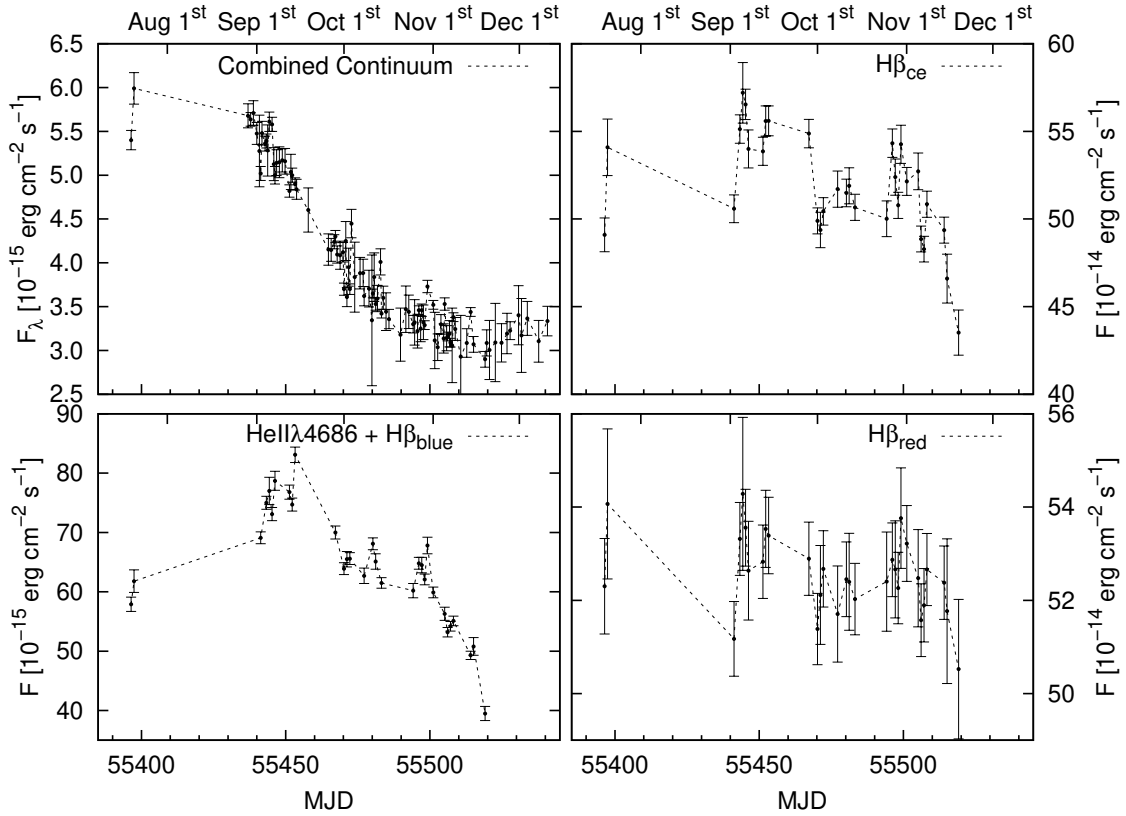 Aug 1st Sep 1st Oct 1st Nov 1st Dec 1st Aug 1st Sep 1st Oct 1st Nov 1st Dec 1st
Combined Continuum
Hβce
6.5
6.0
5.5
5.0
4.5
4.0
3.5
3.0
2.5
Fλ [10−15 erg cm−2 s−1]
60
55
50
45
40
F [10−14 erg cm−2 s−1]
HeIIλ4686 + Hβblue
Hβred
90
80
70
60
50
40
F [10−15 erg cm−2 s−1]
56
54
52
50
F [10−14 erg cm−2 s−1]
55400 55450 55500 55400 55450 55500
MJD MJD